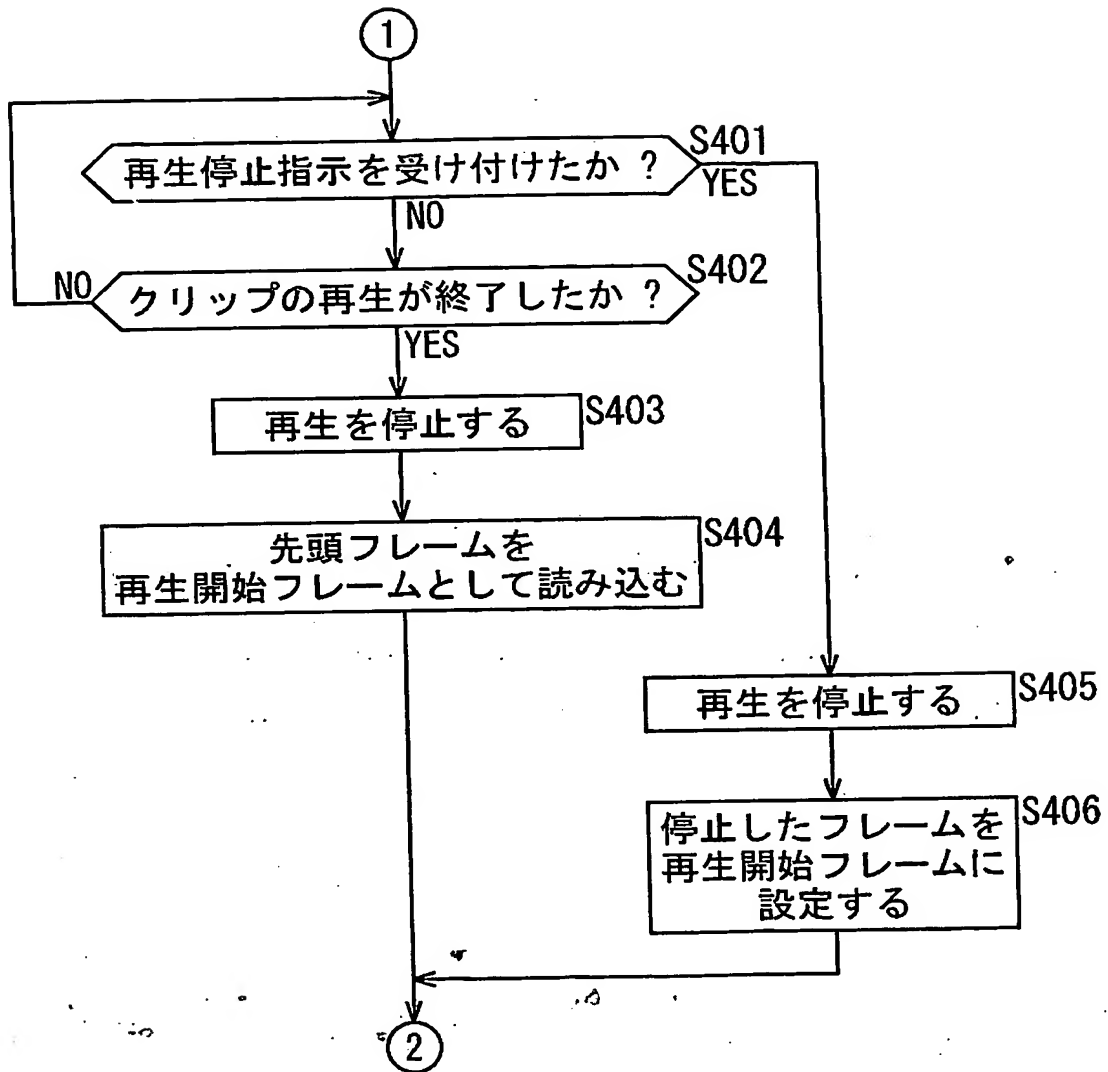 1
再生停止指示を受け付けたか ?
S401
YES
NO
クリップの再生が終了したか ?
S402
NO
YES
再生を停止する
S403
先頭フレームを
再生開始フレームとして読み込む
S404
再生を停止する
S405
停止したフレームを
再生開始フレームに
設定する
S406
2